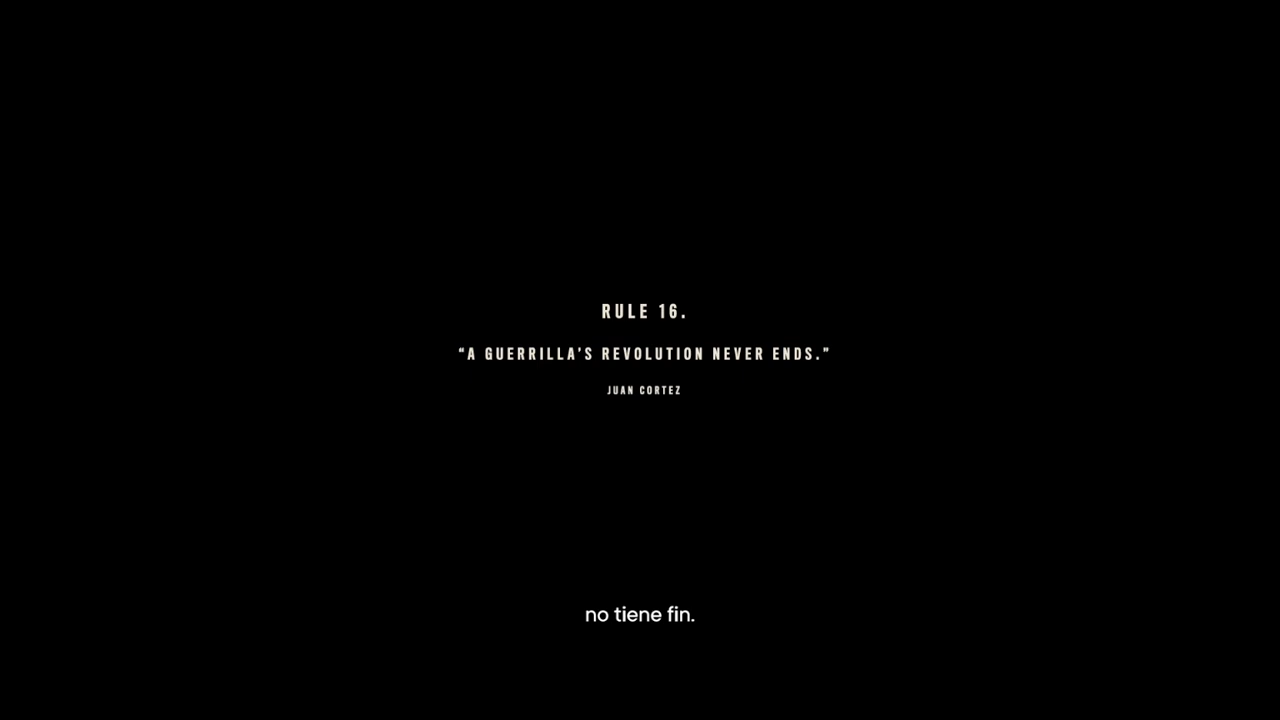 RULE 16.
“A GUERRILLA’S REVOLUTION NEVER ENDS.”
JUAN CORTEZ
no tiene fin.